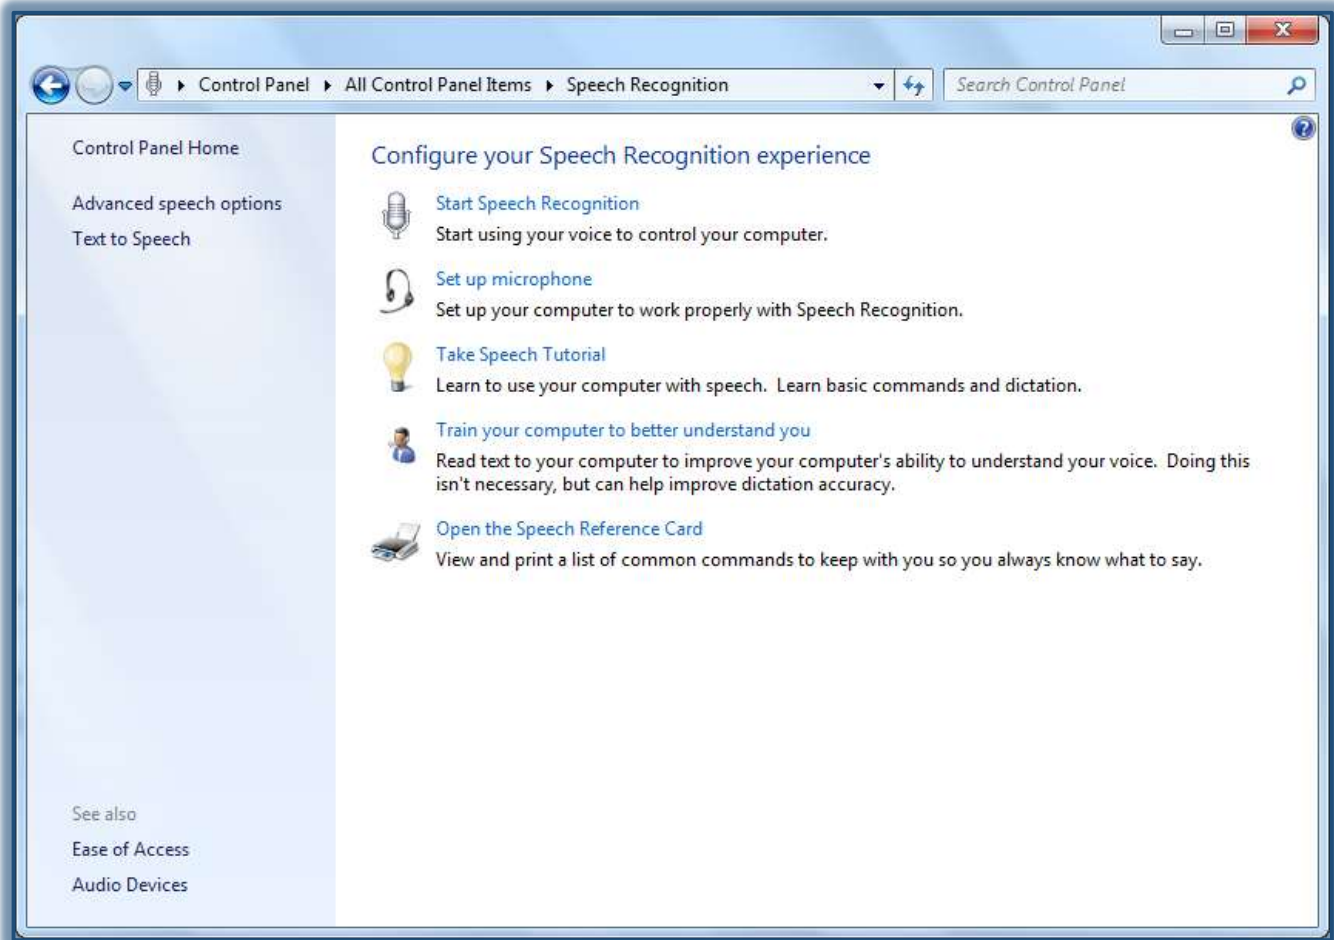 Control Panel All Control Panel Items Speech Recognition Search Control Panel
Control Panel Home
Advanced speech options
Text to Speech
Configure your Speech Recognition experience
Start Speech Recognition
Start using your voice to control your computer.
Set up microphone
Set up your computer to work properly with Speech Recognition.
Take Speech Tutorial
Learn to use your computer with speech. Learn basic commands and dictation.
Train your computer to better understand you
Read text to your computer to improve your computer's ability to understand your voice. Doing this
isn't necessary, but can help improve dictation accuracy.
Open the Speech Reference Card
View and print a list of common commands to keep with you so you always know what to say.
See also
Ease of Access
Audio Devices